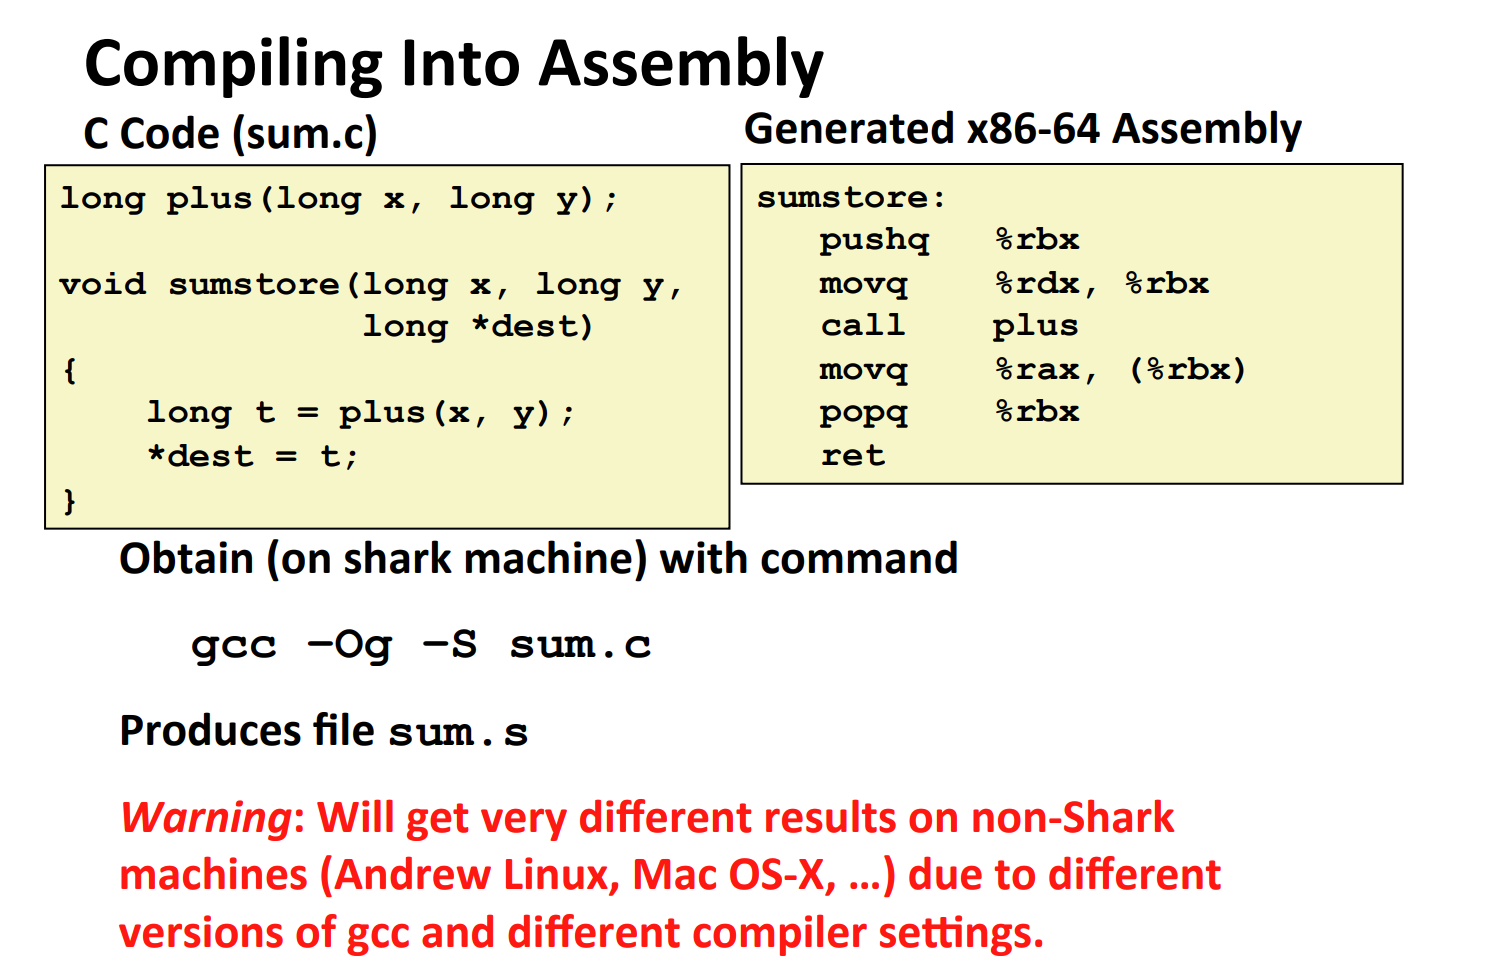 Compiling Into Assembly
C Code (sum.c)
long plus(long x, long y);
void sumstore(long x, long y,
long *dest)
{
long t = plus(x, y);
*dest = t;
}
Generated x86-64 Assembly
sumstore:
pushq %rbx
movq %rdx, %rbx
call plus
movq %rax, (%rbx)
popq %rbx
ret
Obtain (on shark machine) with command
gcc –Og –S sum.c
Produces file sum.s
Warning: Will get very different results on non-Shark
machines (Andrew Linux, Mac OS-X, …) due to different
versions of gcc and different compiler settings.